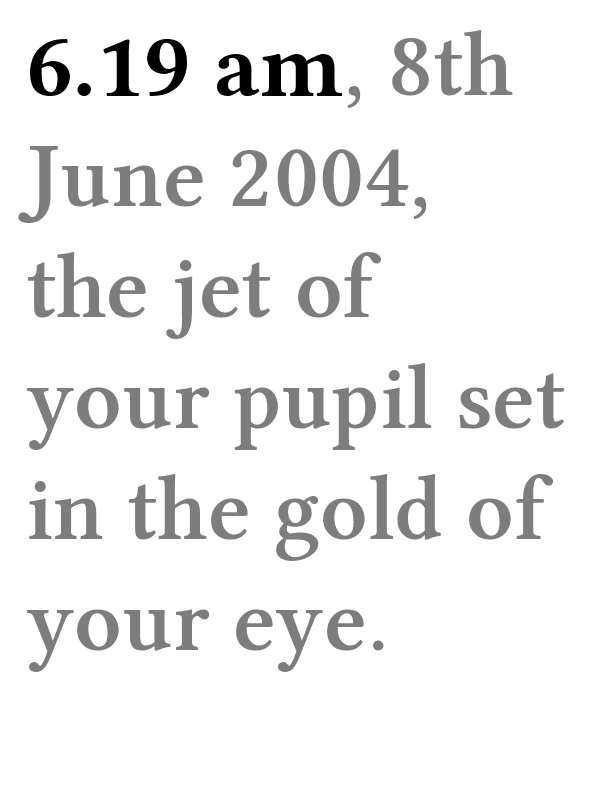 6.19 am, 8th
June 2004,
the jet of
your pupil set
in the gold of
your eye.